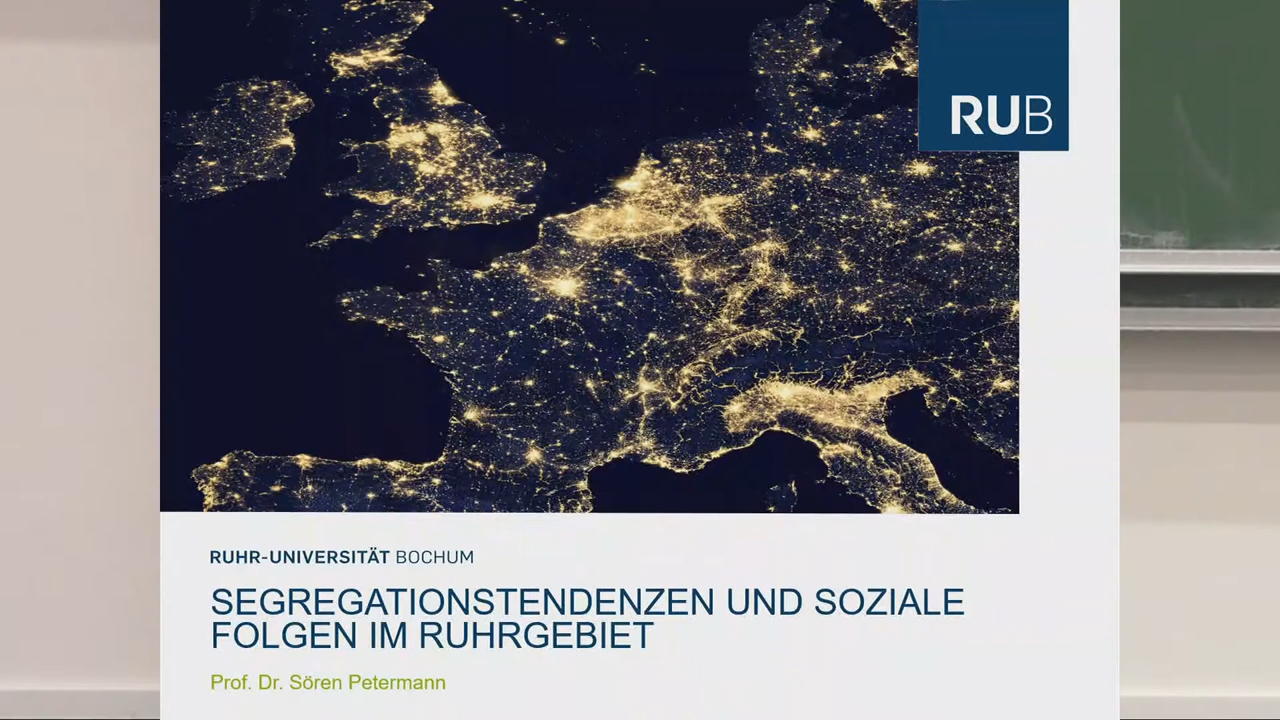 RUB
RUHR-UNIVERSITÄT BOCHUM
SEGREGATIONSTENDENZEN UND SOZIALE
FOLGEN IM RUHRGEBIET
Prof. Dr. Sören Petermann